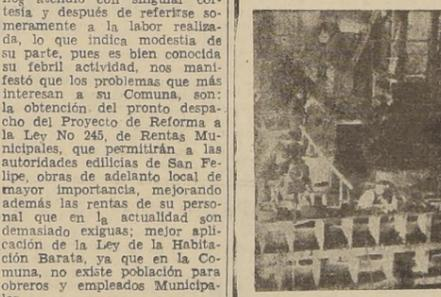 nos atendió con singular cor-
tesía y después de referirse so-
meramente a la labor realiza-
da, lo que indica modestia de
su parte, pues es bien conocida
su febril actividad, nos mani-
festó que los problemas que más
interesan a su Comuna, son:
la obtención del pronto despa-
cho del Proyecto de Reforma a
la Ley No 245, de Rentas Mu-
nicipales, que permitirán a las
autoridades edilicias de San Fe-
lipe, obras de adelanto local de
mayor importancia, mejorando
además las rentas de su perso-
nal que en la actualidad son
demasiado exiguas; mejor apli-
cación de la Ley de la Habita-
ción Barata, ya que en la Co-
muna, no existe población para
obreros y empleados Municipa-